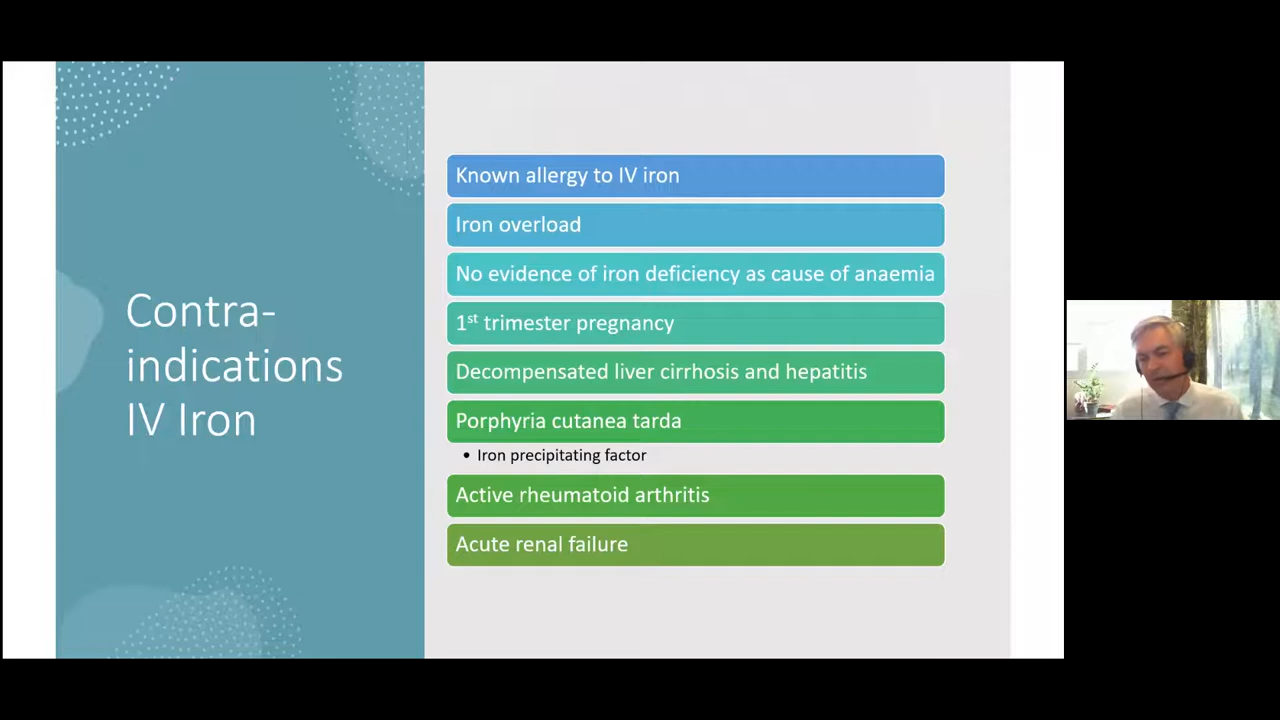 Contra-
indications
IV Iron
Known allergy to IV iron
Iron overload
No evidence of iron deficiency as cause of anaemia
1st trimester pregnancy
Decompensated liver cirrhosis and hepatitis
Porphyria cutanea tarda
• Iron precipitating factor
Active rheumatoid arthritis
Acute renal failure